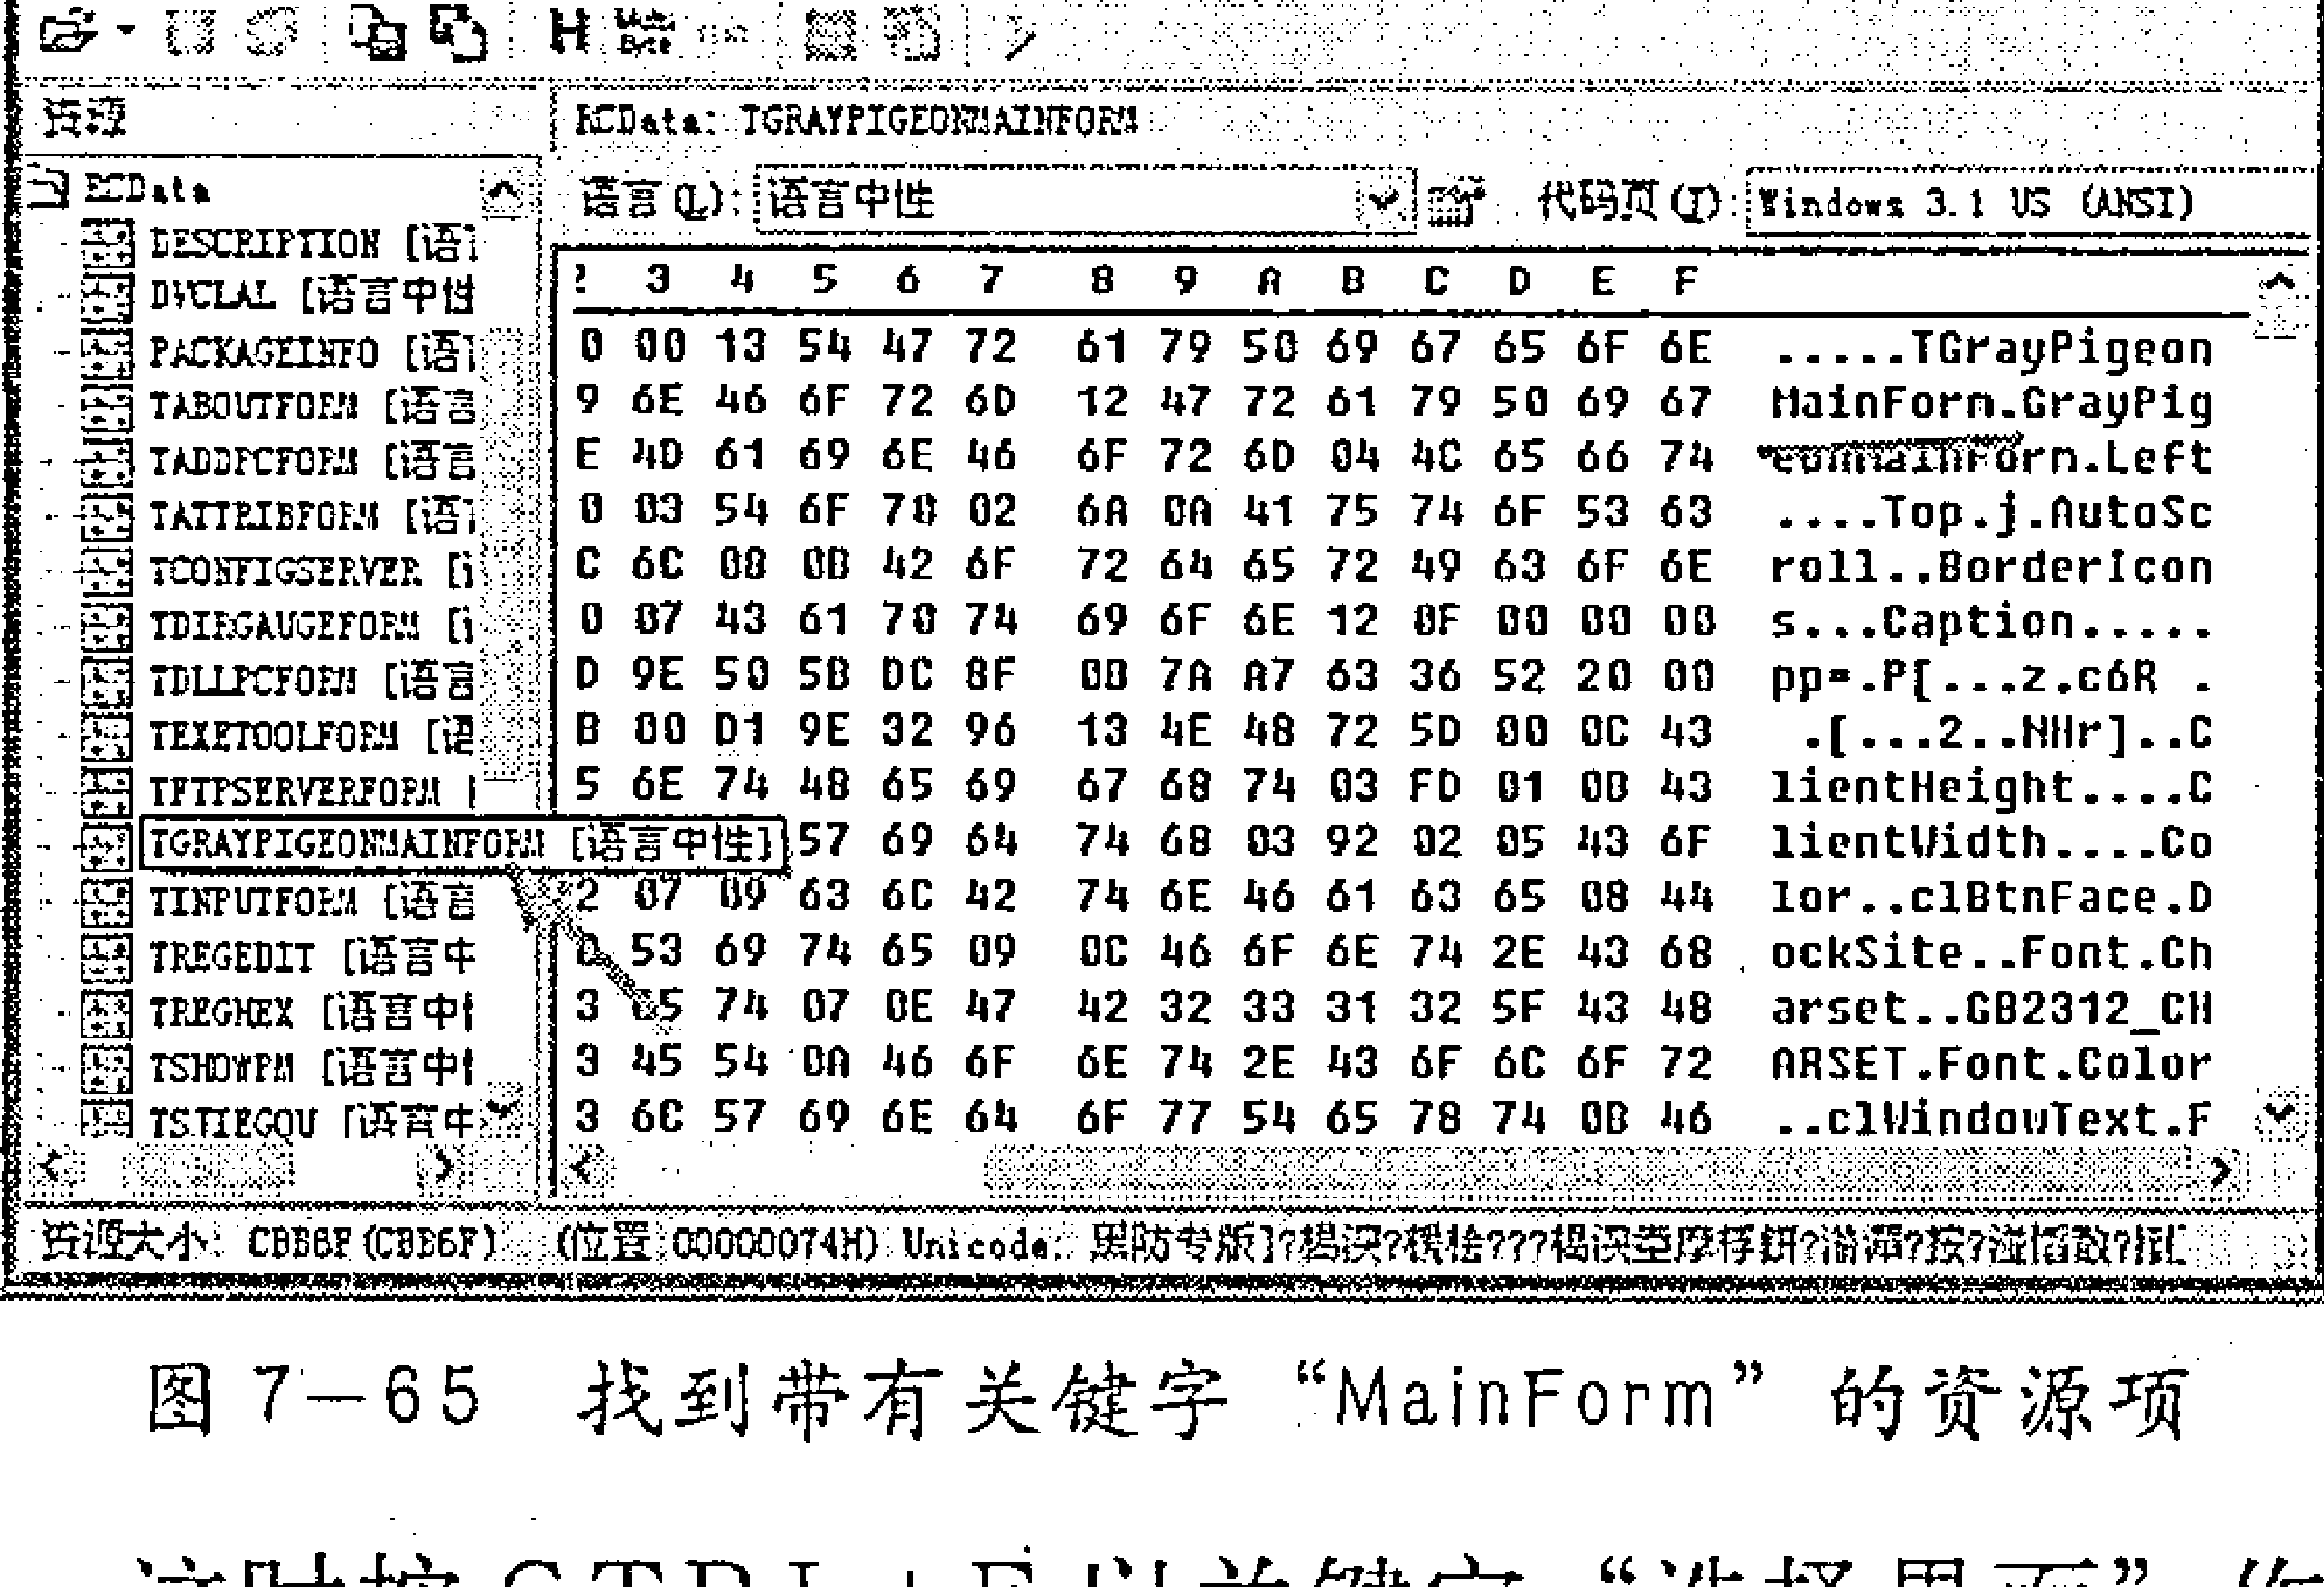 资源
RCData: TGRAYPIGEONMAINFORM
RCData
语言(L): 语言中性
代码页(T): Windows 3.1 US (ANSI)
DESCRIPTION [语
DVCLAL [语言中性
PACKAGEINFO [语
TABOUTFORM [语言
TADDPCFORM [语言
TATTRIBFORM [语
TCONFIGSERVER [
TDIRGAUGEFORM [
TDLLPCFORM [语言
TEXETOOLFORM [语
TFTPSERVERFORM
TGRAYPIGEONMAINFORM [语言中性]
TINPUTFORM [语言
TREGEDIT [语言中
TREGHEX [语言中
TSHOWPM [语言中
3 4 5 6 7 8 9 A B C D E F
0 00 13 54 47 72 61 79 50 69 67 65 6F 6E .....TGrayPigeon
9 6E 46 6F 72 6D 12 47 72 61 79 50 69 67 MainForm.GrayPig
E 4D 61 69 6E 46 6F 72 6D 04 4C 65 66 74 eonMainForm.Left
0 03 54 6F 70 02 6A 0A 41 75 74 6F 53 63 ....Top.j.AutoSc
C 6C 08 0B 42 6F 72 64 65 72 49 63 6F 6E roll..BorderIcon
0 07 43 61 70 74 69 6F 6E 12 0F 00 00 00 s...Caption.....
D 9E 50 5B DC 8F 0B 7A A7 63 36 52 20 00 pp=.P[...z.c6R .
B 00 D1 9E 32 96 13 4E 48 72 5D 00 0C 43 .[...2..NHr]..C
5 6E 74 48 65 69 67 68 74 03 FD 01 0B 43 lientHeight....C
57 69 64 74 68 03 92 02 05 43 6F lientWidth....Co
2 07 09 63 6C 42 74 6E 46 61 63 65 08 44 lor..clBtnFace.D
53 69 74 65 09 0C 46 6F 6E 74 2E 43 68 ockSite..Font.Ch
3 65 74 07 0E 47 42 32 33 31 32 5F 43 48 arset..GB2312_CH
3 45 54 0A 46 6F 6E 74 2E 43 6F 6C 6F 72 ARSET.Font.Color
3 6C 57 69 6E 64 6F 77 54 65 78 74 0B 46 ..clWindowText.F
资源大小: CBB6F(CBB6F) (位置:00000074H) Unicode: 黑防专版]
图 7—65 找到带有关键字“MainForm”的资源项